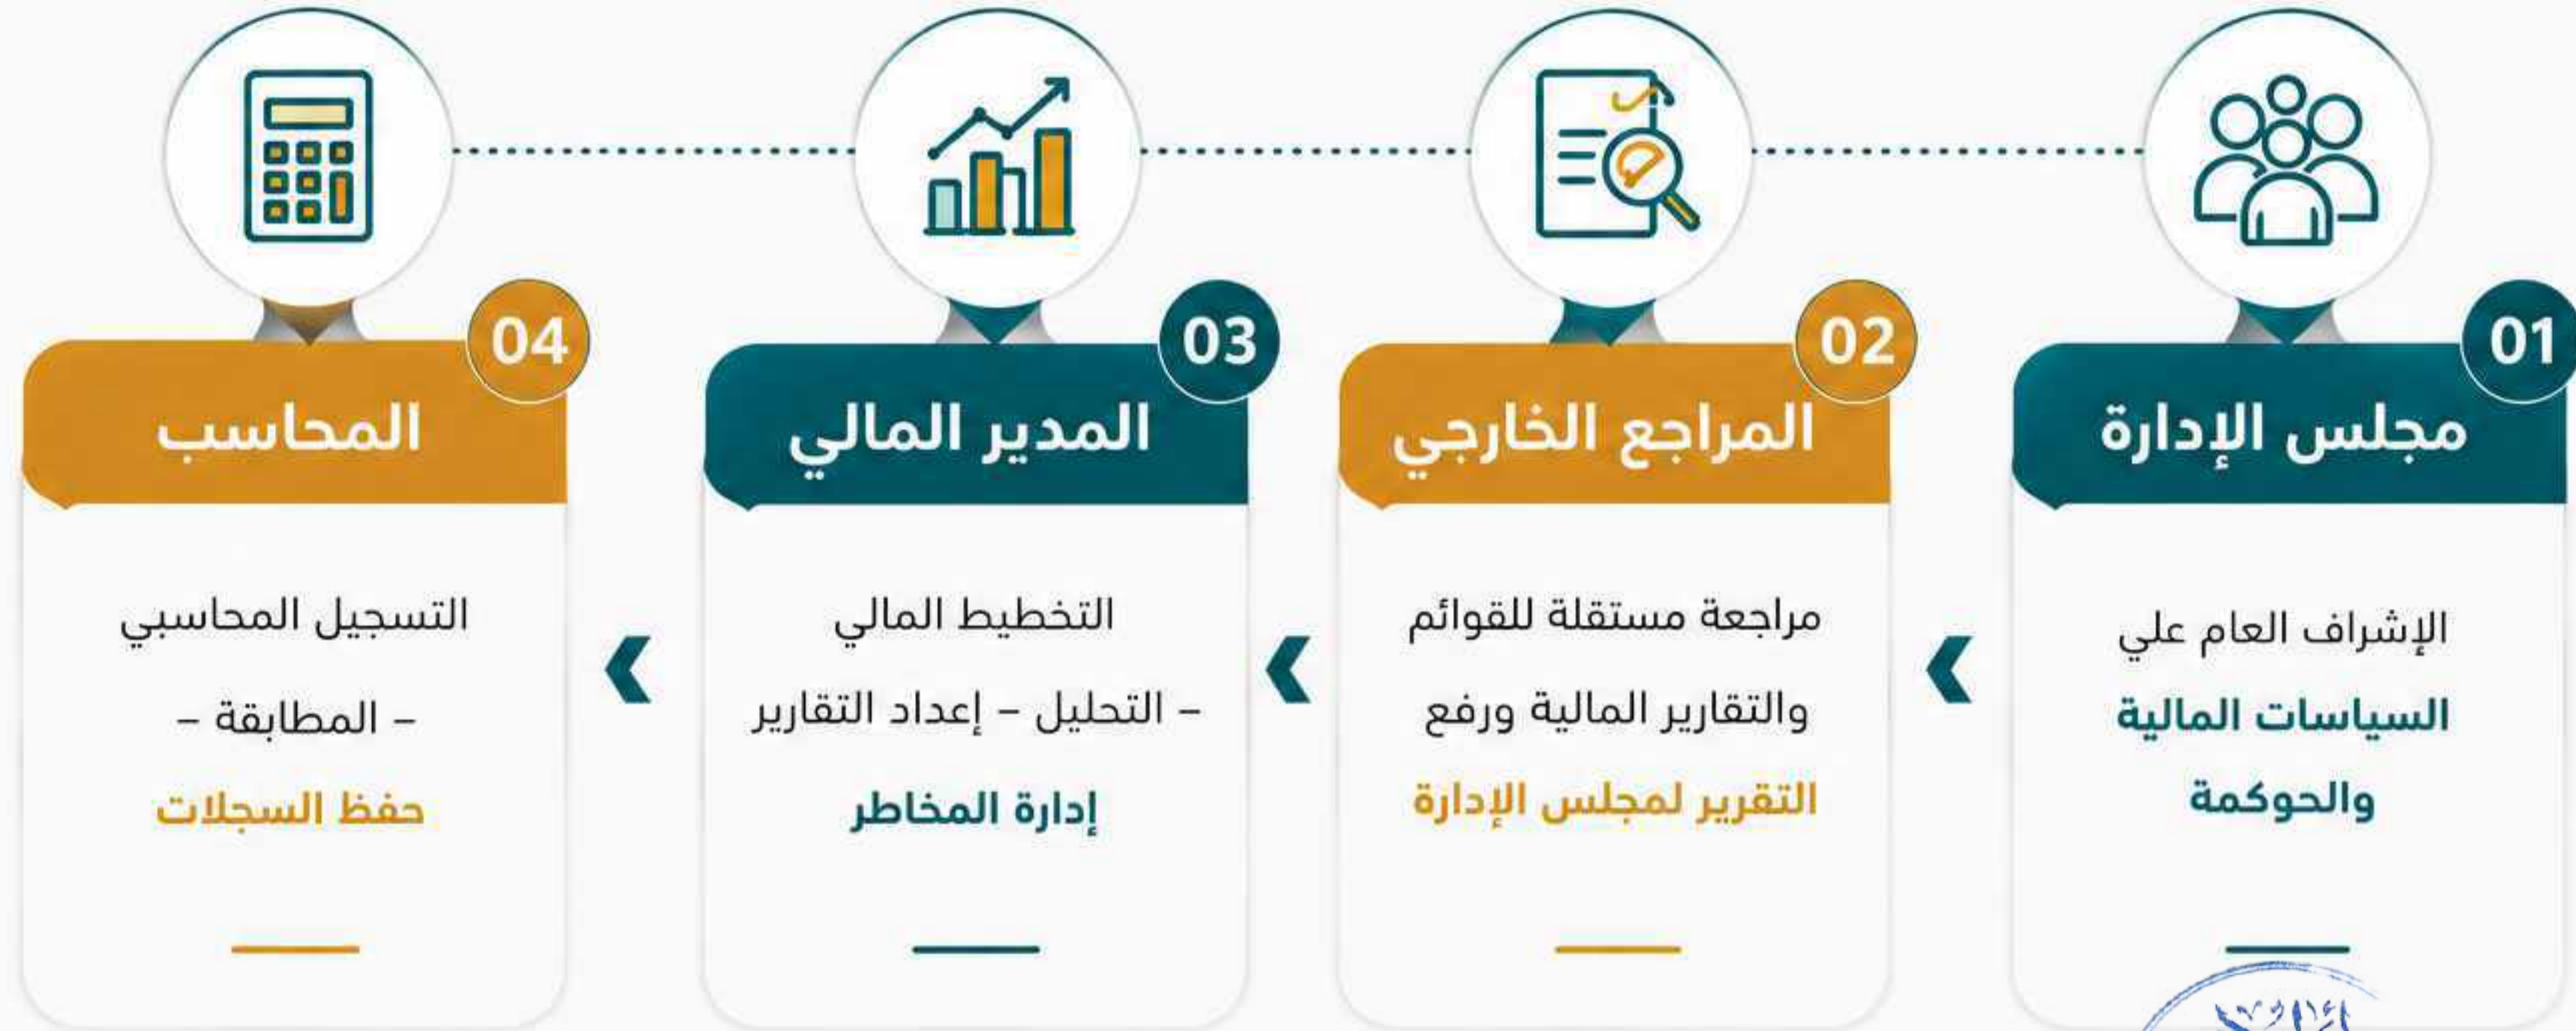 01
مجلس الإدارة
الإشراف العام علي
السياسات المالية
والحوكمة
02
المراجع الخارجي
مراجعة مستقلة للقوائم
والتقارير المالية ورفع
التقرير لمجلس الإدارة
03
المدير المالي
التخطيط المالي
– التحليل – إعداد التقارير
إدارة المخاطر
04
المحاسب
التسجيل المحاسبي
– المطابقة –
حفظ السجلات